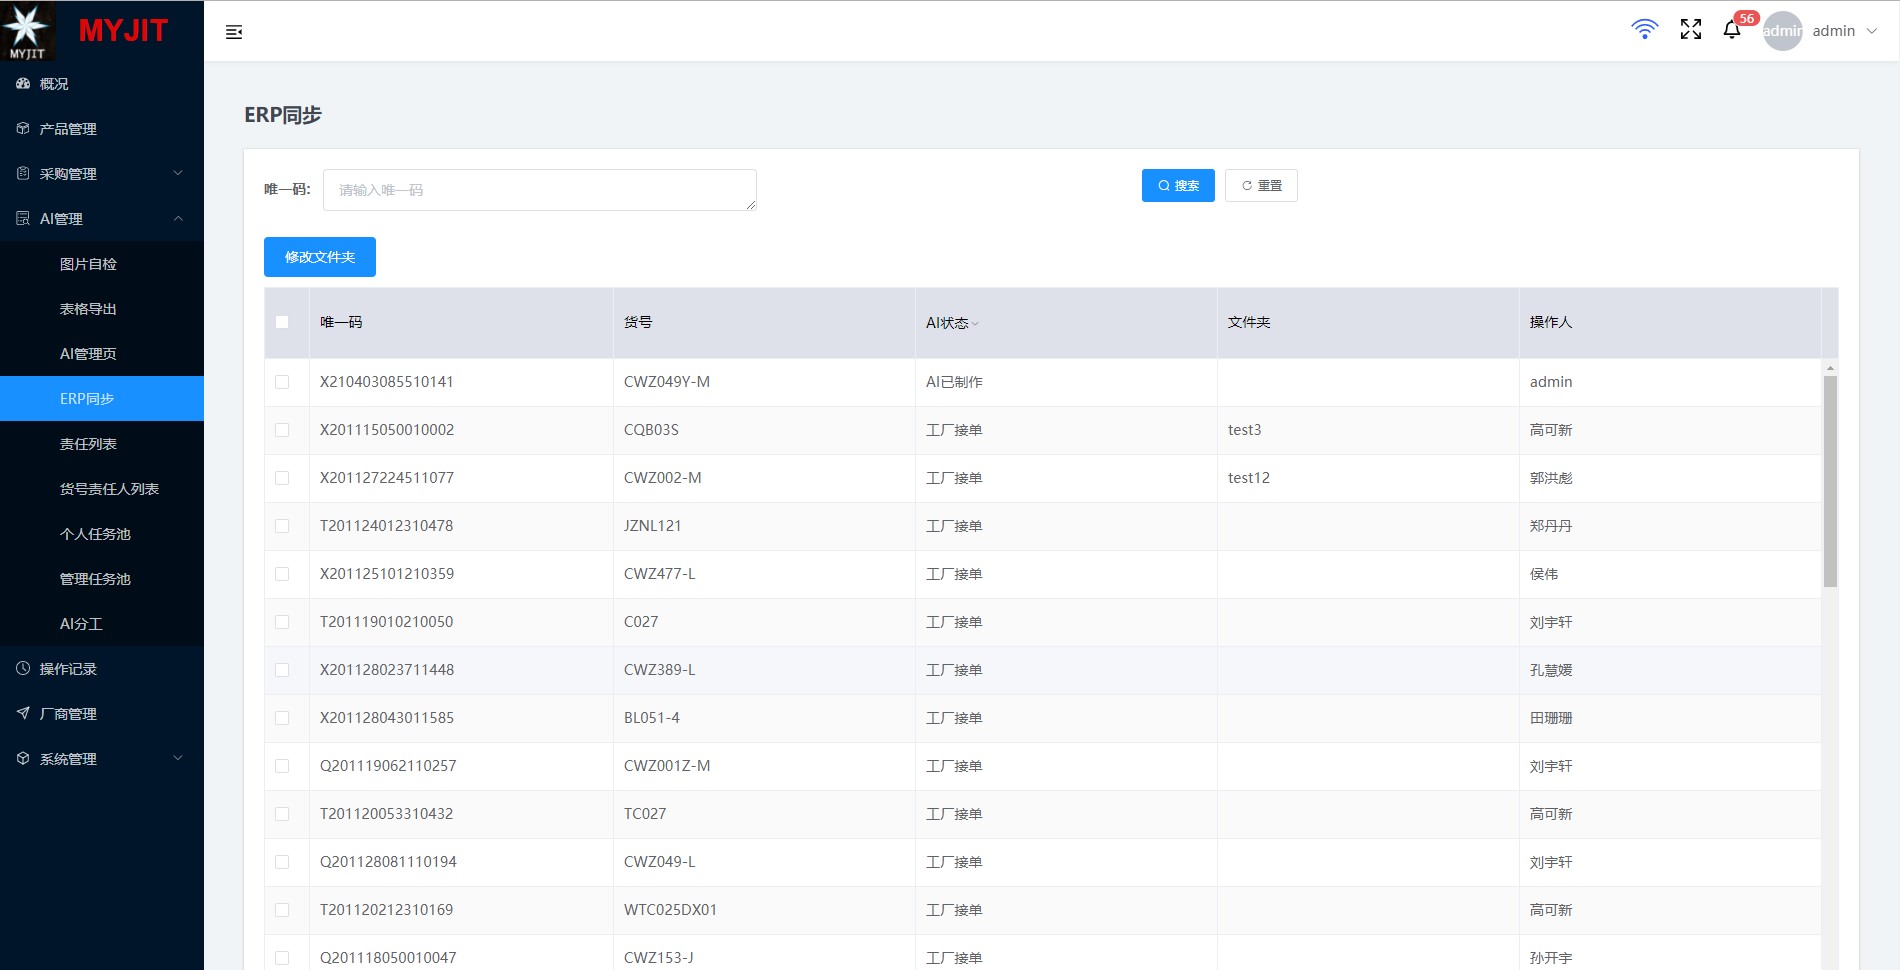 MYJIT
MYJIT
概况
产品管理
采购管理
AI管理
图片自检
表格导出
AI管理页
ERP同步
责任列表
货号责任人列表
个人任务池
管理任务池
AI分工
操作记录
厂商管理
系统管理
56
admin admin
ERP同步
唯一码: 请输入唯一码 搜索 重置
修改文件夹
唯一码 货号 AI状态 文件夹 操作人
X210403085510141 CWZ049Y-M AI已制作 admin
X201115050010002 CQB03S 工厂接单 test3 高可新
X201127224511077 CWZ002-M 工厂接单 test12 郭洪彪
T201124012310478 JZNL121 工厂接单 郑丹丹
X201125101210359 CWZ477-L 工厂接单 侯伟
T201119010210050 C027 工厂接单 刘宇轩
X201128023711448 CWZ389-L 工厂接单 孔慧媛
X201128043011585 BL051-4 工厂接单 田珊珊
Q201119062110257 CWZ001Z-M 工厂接单 刘宇轩
T201120053310432 TC027 工厂接单 高可新
Q201128081110194 CWZ049-L 工厂接单 刘宇轩
T201120212310169 WTC025DX01 工厂接单 高可新
Q201118050010047 CWZ153-J 工厂接单 孙开宇